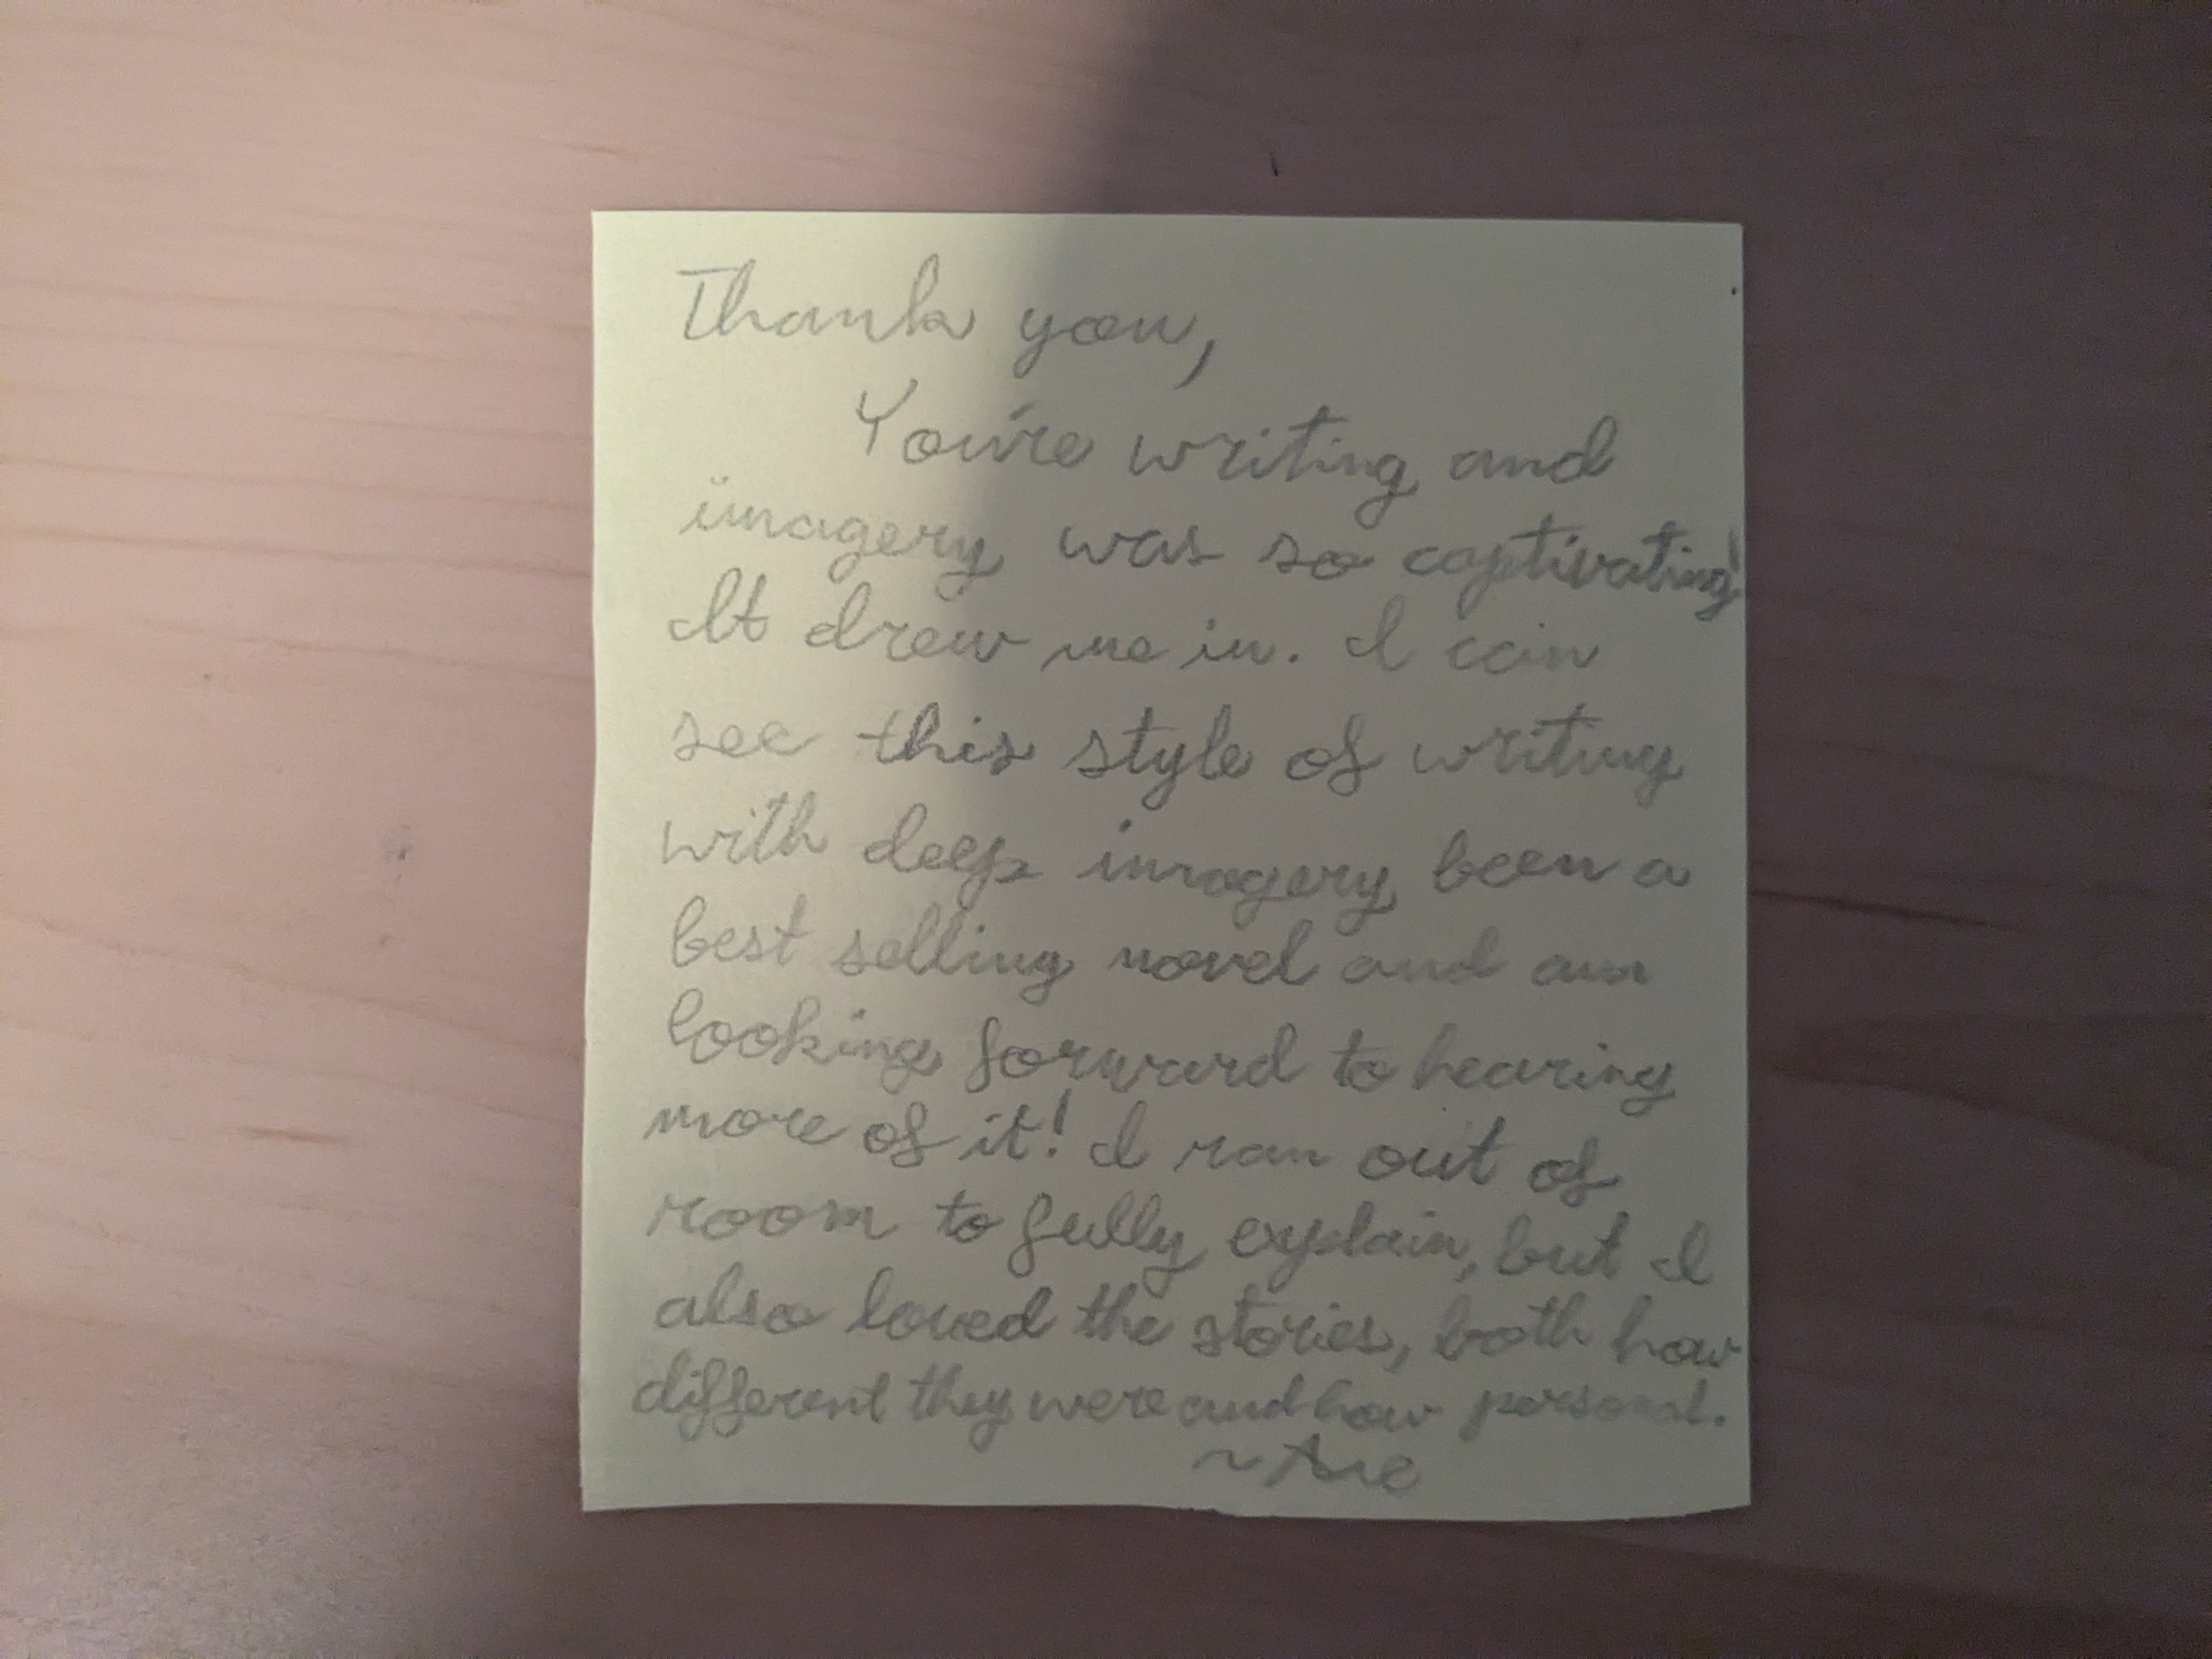 Thank you,
You're writing and
imagery was so captivating!
It drew me in. I can
see this style of writing
with deep imagery been a
best selling novel and am
looking forward to hearing
more of it! I ran out of
room to fully explain, but I
also loved the stories, both how
different they were and how personal.
~